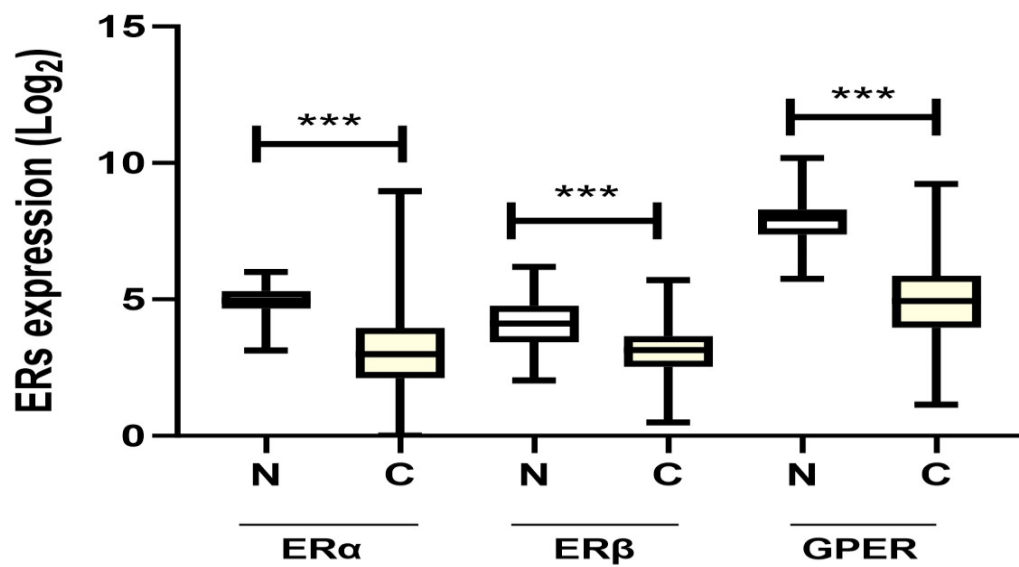 ERs expression (Log₂)
15
10
5
0
***
***
***
N C N C N C
ERα ERβ GPER